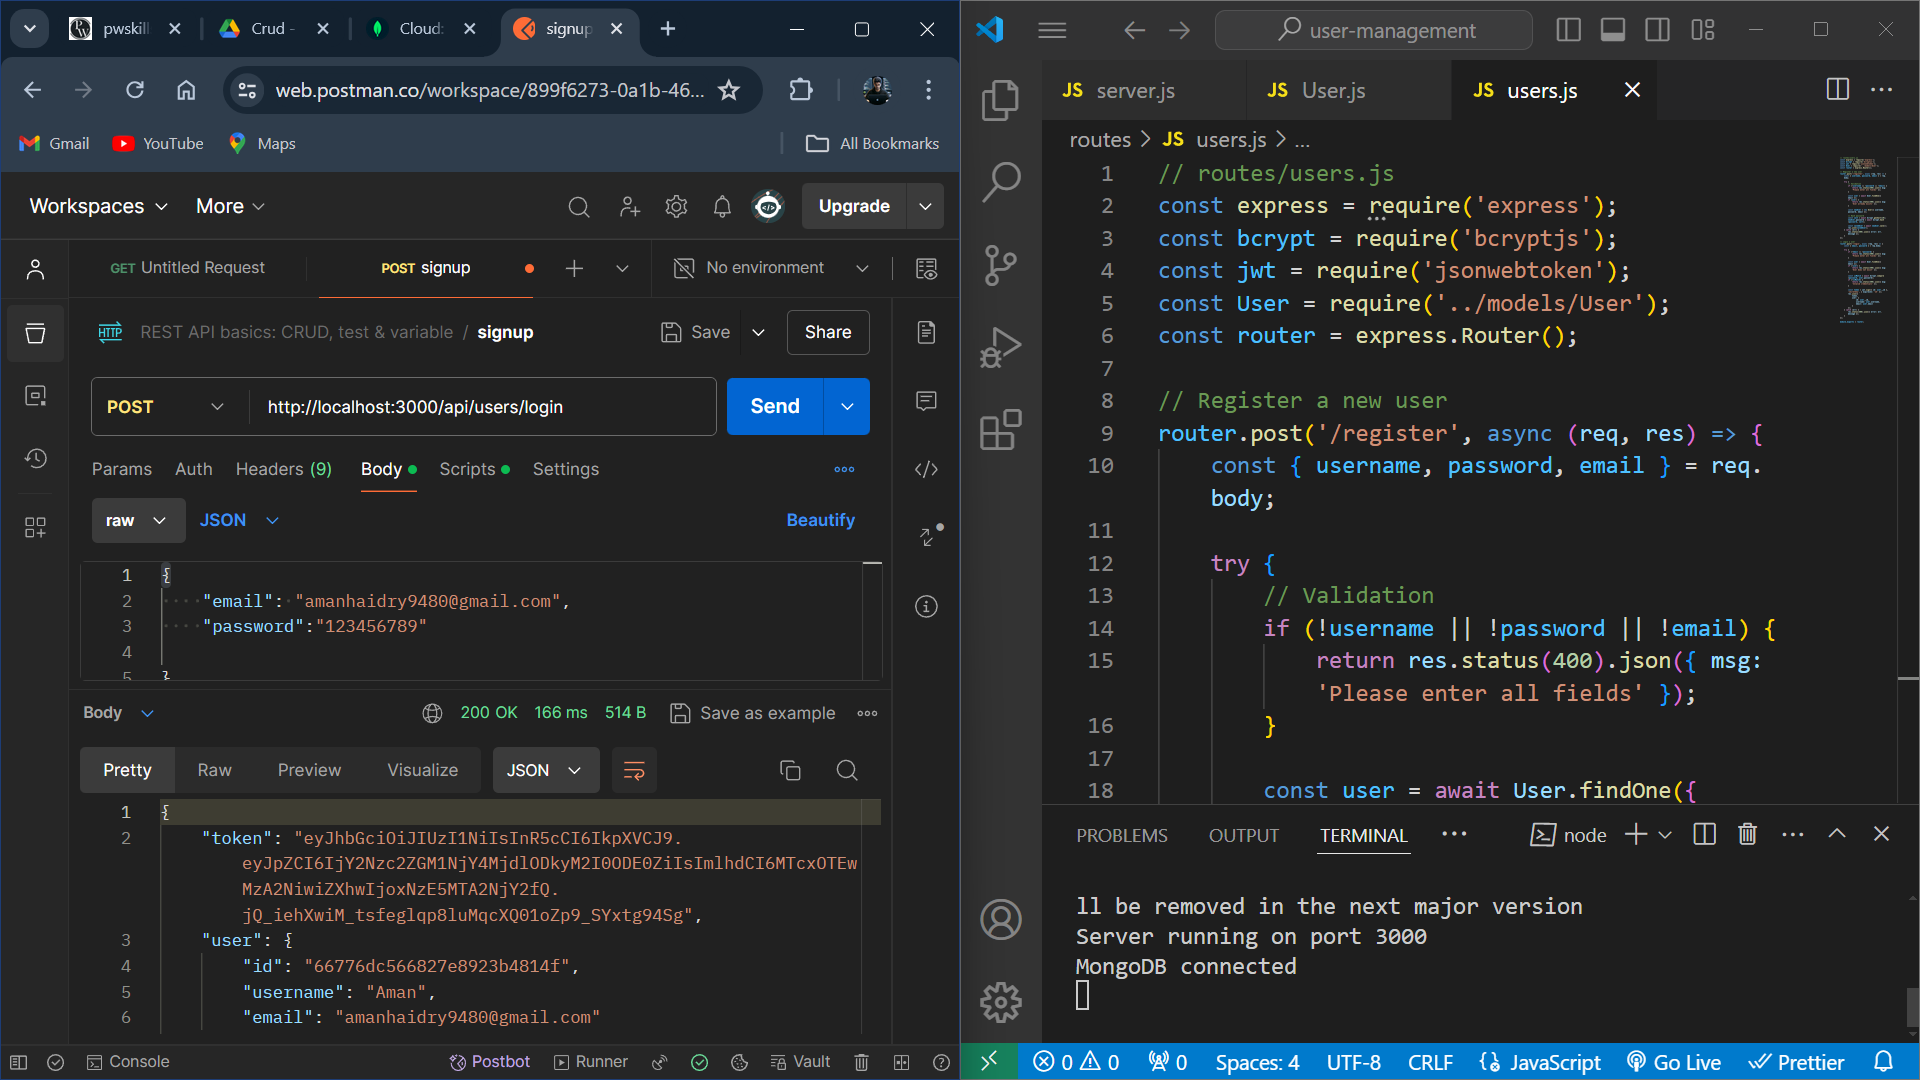 pwskill
Crud -
Cloud:
signup
web.postman.co/workspace/899f6273-0a1b-46...
Gmail
YouTube
Maps
All Bookmarks
Workspaces
More
Upgrade
GET Untitled Request
POST signup
No environment
HTTP
REST API basics: CRUD, test & variable / signup
Save
Share
POST
http://localhost:3000/api/users/login
Send
Params
Auth
Headers (9)
Body
Scripts
Settings
raw
JSON
Beautify
1 {
2 "email": "amanhaidry9480@gmail.com",
3 "password":"123456789"
4
5 }
Body
200 OK
166 ms
514 B
Save as example
Pretty
Raw
Preview
Visualize
JSON
1 {
2 "token": "eyJhbGciOiJIUzI1NiIsInR5cCI6IkpXVCJ9.
eyJpZCI6IjY2Nzc2ZGM1NjY4MjdlODkyM2I0ODE0ZiIsImlhdCI6MTcxOTEw
MzA2NiwiZXhwIjoxNzE5MTA2NjY2fQ.
jQ_iehXwiM_tsfeglqp8luMqcXQ01oZp9_SYxtg94Sg",
3 "user": {
4 "id": "66776dc566827e8923b4814f",
5 "username": "Aman",
6 "email": "amanhaidry9480@gmail.com"
Console
Postbot
Runner
Vault
user-management
JS server.js
JS User.js
JS users.js
routes > JS users.js > ...
1 // routes/users.js
2 const express = require('express');
3 const bcrypt = require('bcryptjs');
4 const jwt = require('jsonwebtoken');
5 const User = require('../models/User');
6 const router = express.Router();
7
8 // Register a new user
9 router.post('/register', async (req, res) => {
10 const { username, password, email } = req.
body;
11
12 try {
13 // Validation
14 if (!username || !password || !email) {
15 return res.status(400).json({ msg:
'Please enter all fields' });
16 }
17
18 const user = await User.findOne({
PROBLEMS
OUTPUT
TERMINAL
node
ll be removed in the next major version
Server running on port 3000
MongoDB connected
0
0
0
Spaces: 4
UTF-8
CRLF
JavaScript
Go Live
Prettier